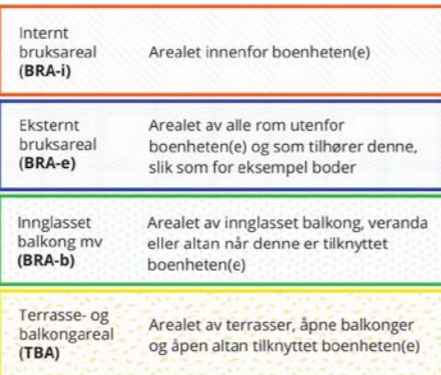 Internt
bruksareal
(BRA-i)
Arealet innenfor boenheten(e)
Eksternt
bruksareal
(BRA-e)
Arealet av alle rom utenfor
boenheten(e) og som tilhører denne,
slik som for eksempel boder
Innglasset
balkong mv
(BRA-b)
Arealet av innglasset balkong, veranda
eller altan når denne er tilknyttet
boenheten(e)
Terrasse- og
balkongareal
(TBA)
Arealet av terrasser, åpne balkonger
og åpen altan tilknyttet boenheten(e)